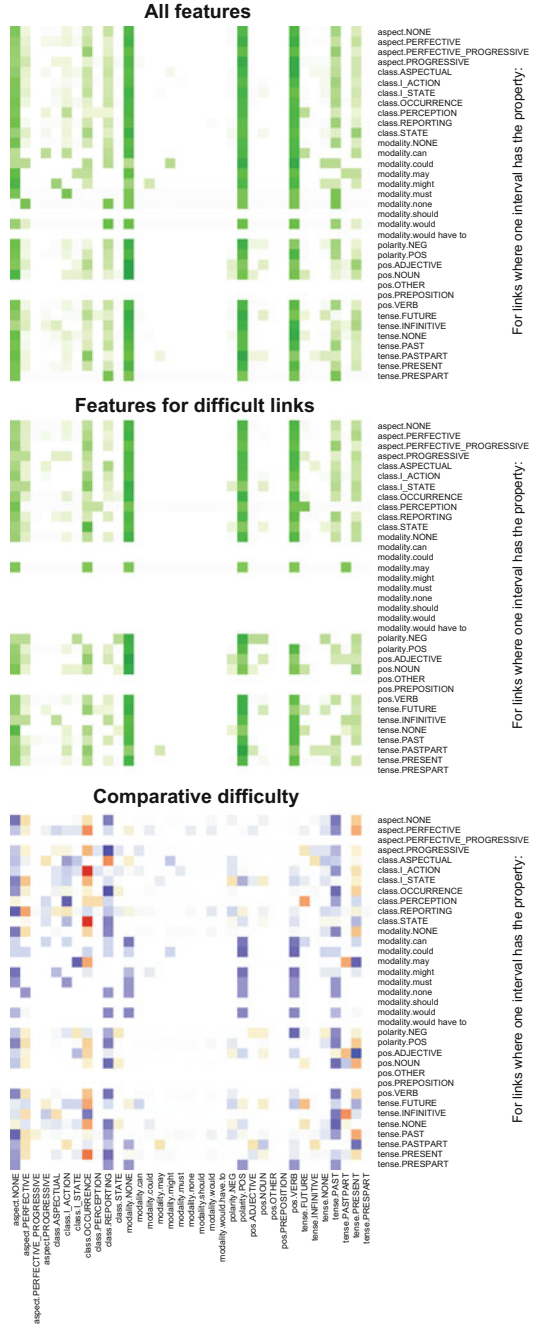 All features
aspect.NONE
aspect.PERFECTIVE
aspect.PERFECTIVE_PROGRESSIVE
aspect.PROGRESSIVE
class.ASPECTUAL
class.I_ACTION
class.I_STATE
class.OCCURRENCE
class.PERCEPTION
class.REPORTING
class.STATE
modality.NONE
modality.can
modality.could
modality.may
modality.might
modality.must
modality.none
modality.should
modality.would
modality.would have to
polarity.NEG
polarity.POS
pos.ADJECTIVE
pos.NOUN
pos.OTHER
pos.PREPOSITION
pos.VERB
tense.FUTURE
tense.INFINITIVE
tense.NONE
tense.PAST
tense.PASTPART
tense.PRESENT
tense.PRESPART
For links where one interval has the property:
Features for difficult links
aspect.NONE
aspect.PERFECTIVE
aspect.PERFECTIVE_PROGRESSIVE
aspect.PROGRESSIVE
class.ASPECTUAL
class.I_ACTION
class.I_STATE
class.OCCURRENCE
class.PERCEPTION
class.REPORTING
class.STATE
modality.NONE
modality.can
modality.could
modality.may
modality.might
modality.must
modality.none
modality.should
modality.would
modality.would have to
polarity.NEG
polarity.POS
pos.ADJECTIVE
pos.NOUN
pos.OTHER
pos.PREPOSITION
pos.VERB
tense.FUTURE
tense.INFINITIVE
tense.NONE
tense.PAST
tense.PASTPART
tense.PRESENT
tense.PRESPART
For links where one interval has the property:
Comparative difficulty
aspect.NONE
aspect.PERFECTIVE
aspect.PERFECTIVE_PROGRESSIVE
aspect.PROGRESSIVE
class.ASPECTUAL
class.I_ACTION
class.I_STATE
class.OCCURRENCE
class.PERCEPTION
class.REPORTING
class.STATE
modality.NONE
modality.can
modality.could
modality.may
modality.might
modality.must
modality.none
modality.should
modality.would
modality.would have to
polarity.NEG
polarity.POS
pos.ADJECTIVE
pos.NOUN
pos.OTHER
pos.PREPOSITION
pos.VERB
tense.FUTURE
tense.INFINITIVE
tense.NONE
tense.PAST
tense.PASTPART
tense.PRESENT
tense.PRESPART
For links where one interval has the property:
aspect.NONE
aspect.PERFECTIVE
aspect.PERFECTIVE_PROGRESSIVE
aspect.PROGRESSIVE
class.ASPECTUAL
class.I_ACTION
class.I_STATE
class.OCCURRENCE
class.PERCEPTION
class.REPORTING
class.STATE
modality.NONE
modality.can
modality.could
modality.may
modality.might
modality.must
modality.none
modality.should
modality.would
modality.would have to
polarity.NEG
polarity.POS
pos.ADJECTIVE
pos.NOUN
pos.OTHER
pos.PREPOSITION
pos.VERB
tense.FUTURE
tense.INFINITIVE
tense.NONE
tense.PAST
tense.PASTPART
tense.PRESENT
tense.PRESPART